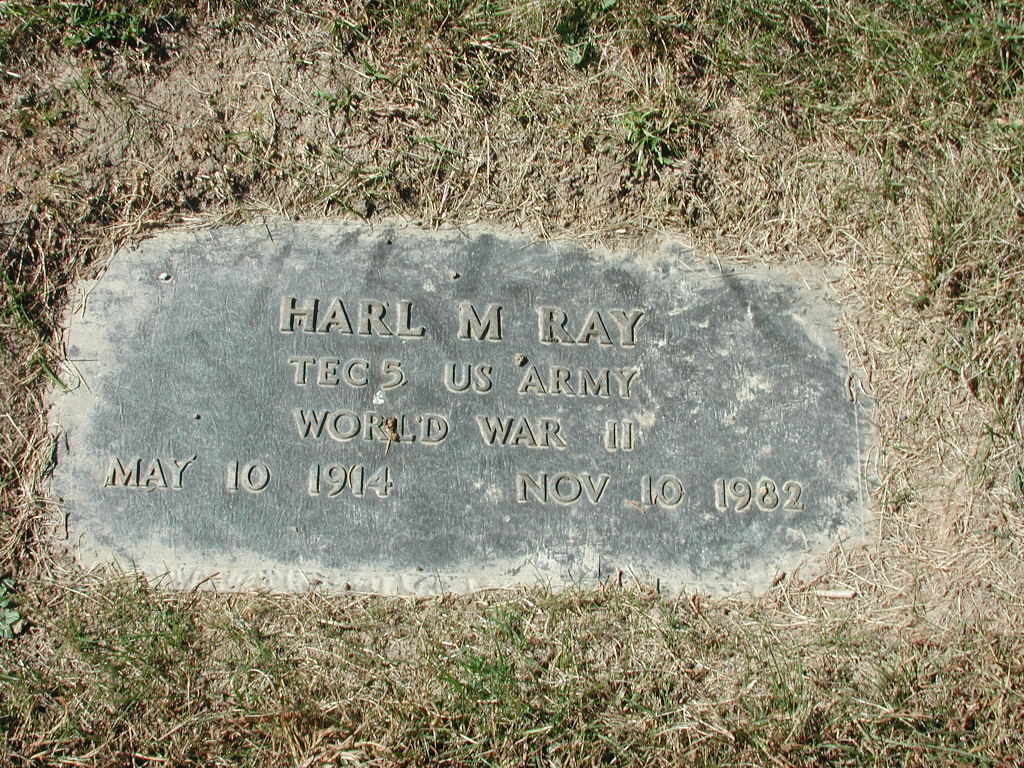 HARL M RAY
TEC 5 US ARMY
WORLD WAR II
MAY 10 1914 NOV 10 1982